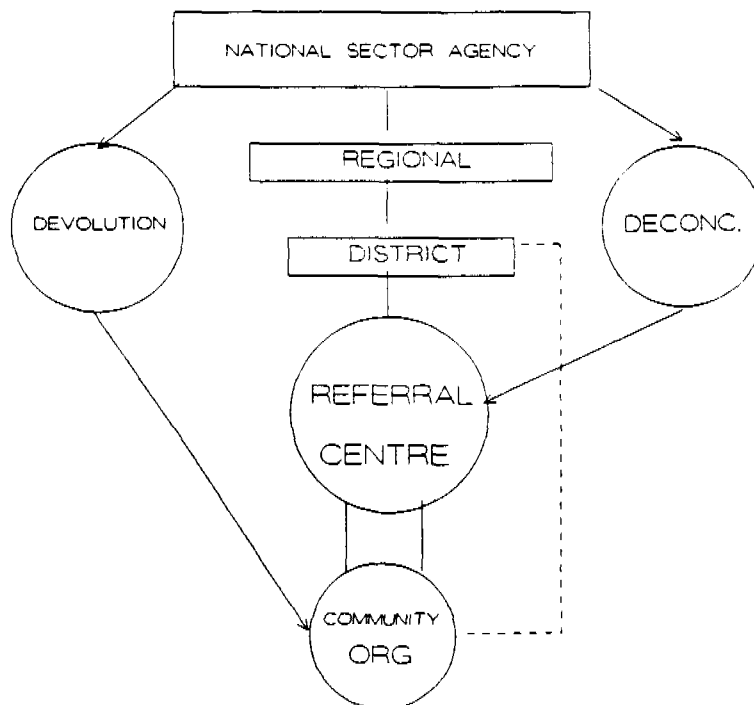 NATIONAL SECTOR AGENCY
REGIONAL
DEVOLUTION
DECONC.
DISTRICT
REFERRAL
CENTRE
COMMUNITY
ORG